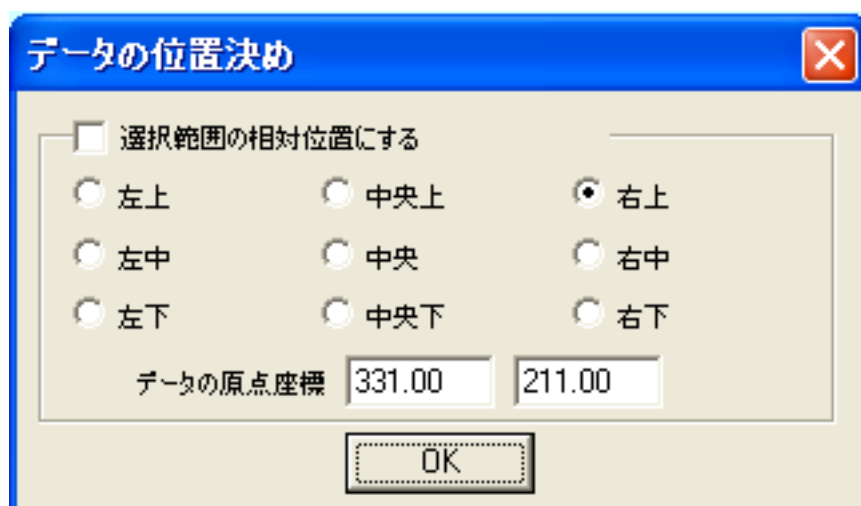 データの位置決め
選択範囲の相対位置にする
左上 中央上 右上
左中 中央 右中
左下 中央下 右下
データの原点座標 331.00 211.00
OK